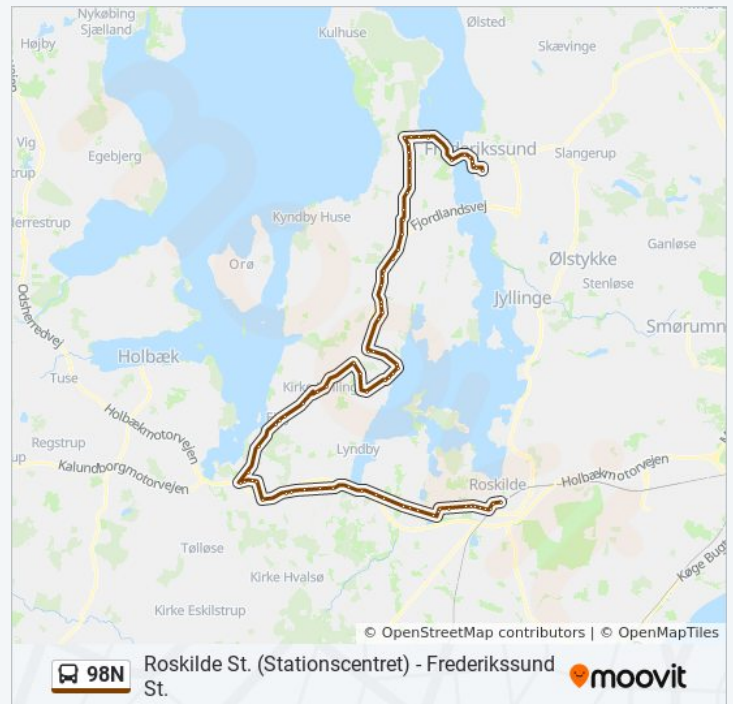 Nykøbing
Sjælland
Kulhuse
Ølsted
Højby
Skævinge
Vig
Egebjerg
Frederikssund
Slangerup
Kyndby Huse
Fjordlandsvej
Orø
Ølstykke
Ganløse
Stenløse
Odsherredvej
Jyllinge
Smørumn
Holbæk
Tuse
Holbækmotorvejen
Regstrup
Lyndby
Kalundborgmotorvejen
Roskilde
Holbækmotorvejen
Tølløse
Kirke Hvalsø
Køge Bugt
Kirke Eskilstrup
© OpenStreetMap contributors | © OpenMapTiles
98N
Roskilde St. (Stationscentret) - Frederikssund
St.
moovit